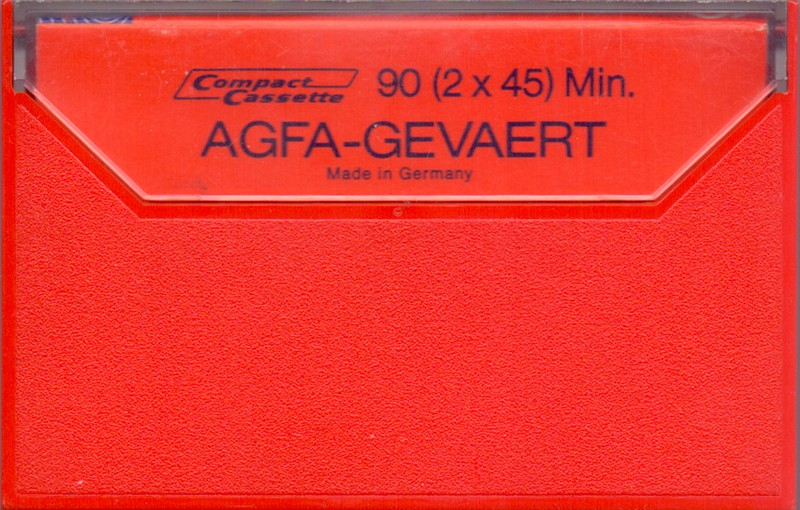 Compact Cassette 90 (2 x 45) Min.
AGFA-GEVAERT
Made in Germany